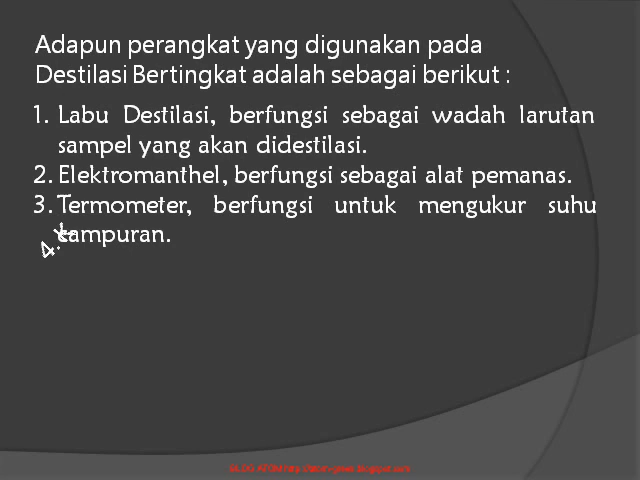 Adapun perangkat yang digunakan pada
Destilasi Bertingkat adalah sebagai berikut :
1. Labu Destilasi, berfungsi sebagai wadah larutan
sampel yang akan didestilasi.
2. Elektromanthel, berfungsi sebagai alat pemanas.
3. Termometer, berfungsi untuk mengukur suhu
campuran.
4.